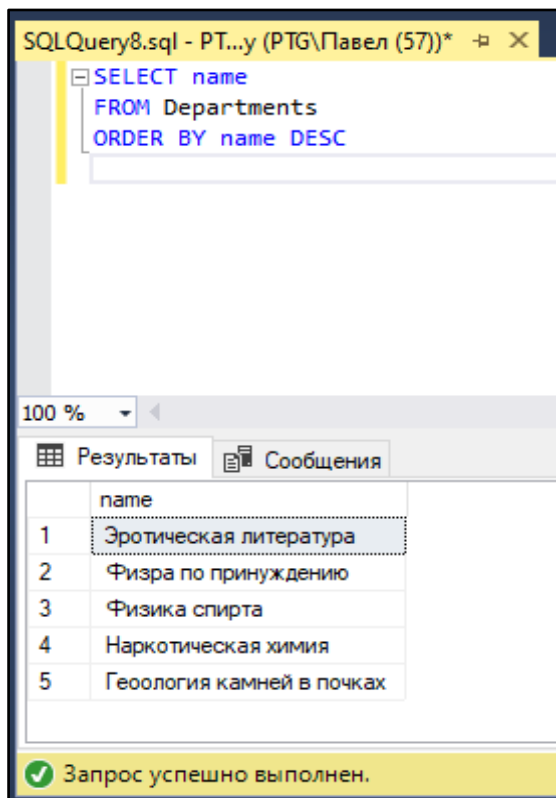 SQLQuery8.sql - PT...y (PTG\Павел (57))*
SELECT name
FROM Departments
ORDER BY name DESC
100 %
Результаты Сообщения
name
1 Эротическая литература
2 Физра по принуждению
3 Физика спирта
4 Наркотическая химия
5 Геоология камней в почках
Запрос успешно выполнен.